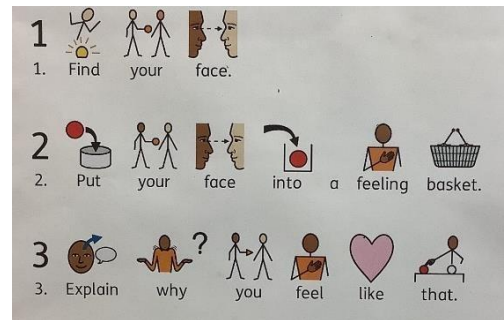 1
1. Find your face.
2
2. Put your face into a feeling basket.
3 ?
3. Explain why you feel like that.